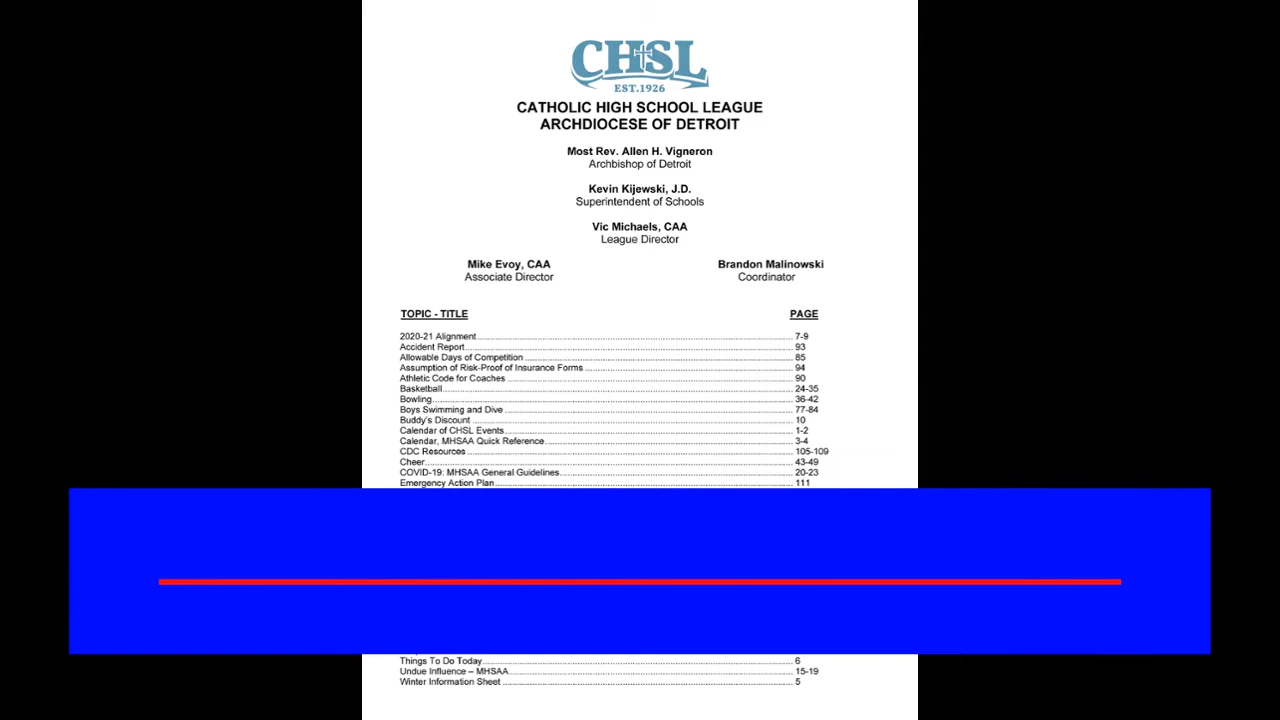 CHSL
EST.1926
CATHOLIC HIGH SCHOOL LEAGUE
ARCHDIOCESE OF DETROIT
Most Rev. Allen H. Vigneron
Archbishop of Detroit
Kevin Kijewski, J.D.
Superintendent of Schools
Vic Michaels, CAA
League Director
Mike Evoy, CAA Brandon Malinowski
Associate Director Coordinator
TOPIC - TITLE PAGE
2020-21 Alignment 7-9
Accident Report 93
Allowable Days of Competition 85
Assumption of Risk-Proof of Insurance Forms 94
Athletic Code for Coaches 90
Basketball 24-35
Bowling 36-42
Boys Swimming and Dive 77-84
Buddy's Discount 10
Calendar of CHSL Events 1-2
Calendar, MHSAA Quick Reference 3-4
CDC Resources 105-109
Cheer 43-49
COVID-19: MHSAA General Guidelines 20-23
Emergency Action Plan 111
Things To Do Today 6
Undue Influence – MHSAA 15-19
Winter Information Sheet 5